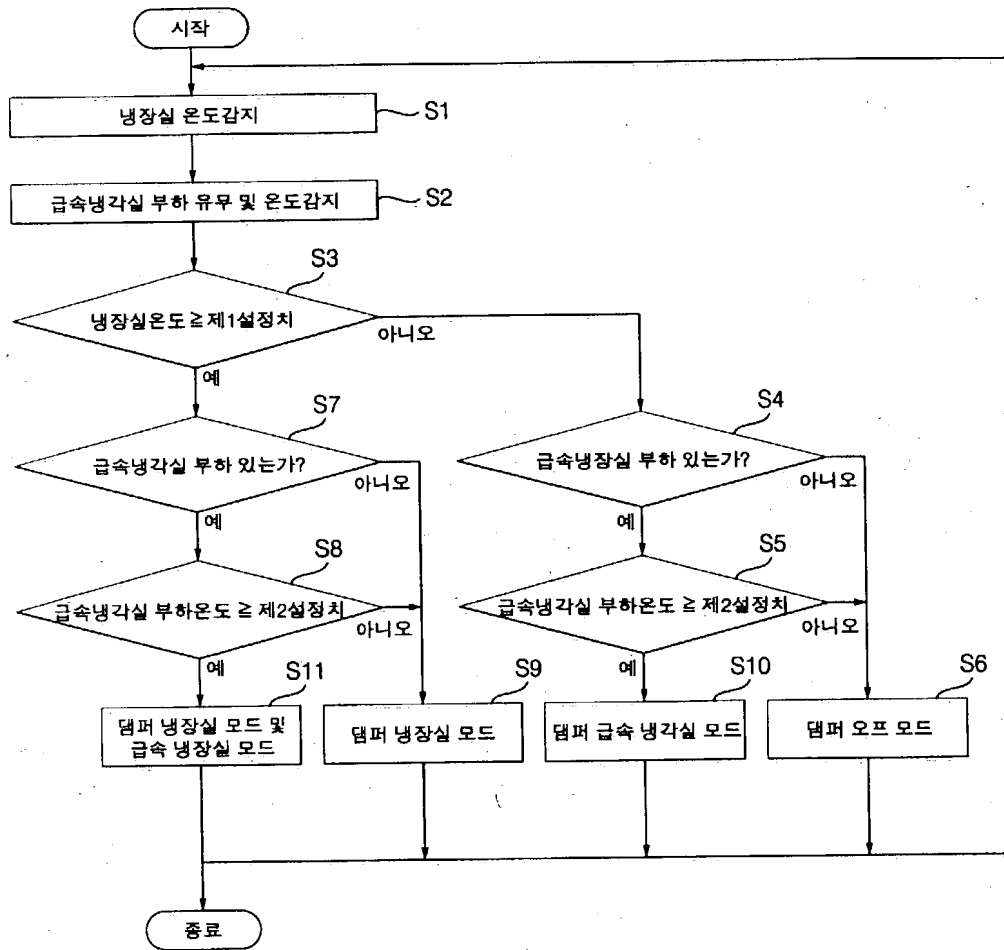 시작
냉장실 온도감지
S1
급속냉각실 부하 유무 및 온도감지
S2
S3
냉장실온도 ≧ 제1설정치
아니오
예
S7
급속냉각실 부하 있는가?
아니오
예
S4
급속냉장실 부하 있는가?
아니오
예
S8
급속냉각실 부하온도 ≧ 제2설정치
아니오
예
S5
급속냉각실 부하온도 ≧ 제2설정치
아니오
예
S11
댐퍼 냉장실 모드 및
급속 냉장실 모드
S9
댐퍼 냉장실 모드
S10
댐퍼 급속 냉각실 모드
S6
댐퍼 오프 모드
종료